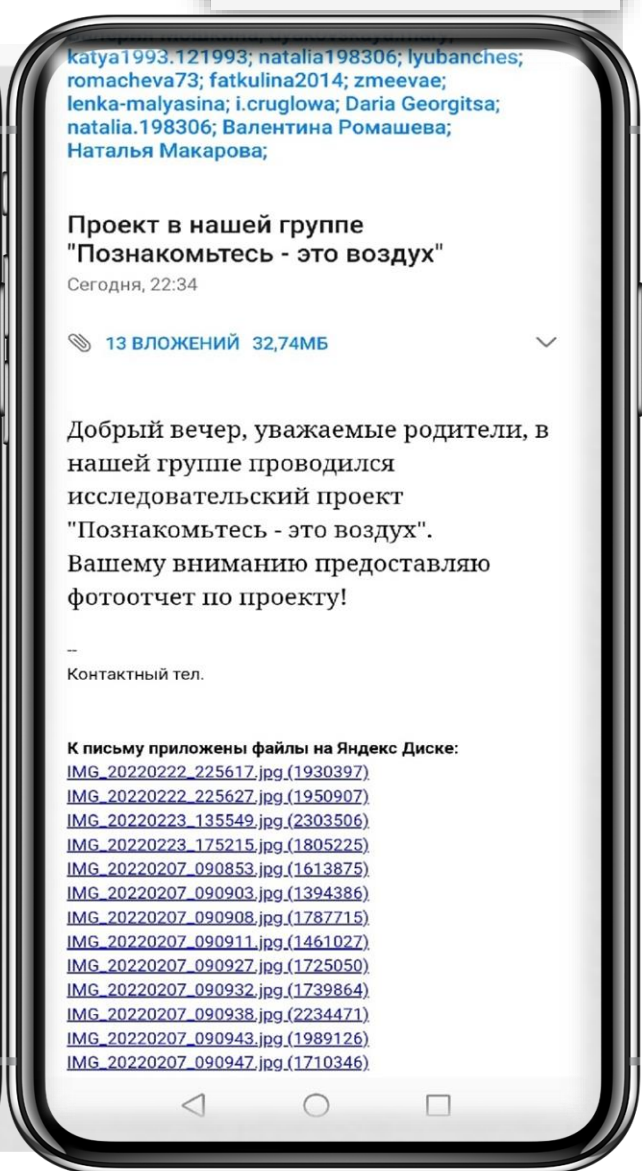 katya1993.121993; natalia198306; lyubanches;
romacheva73; fatkulina2014; zmeevae;
lenka-malyasina; i.cruglowa; Daria Georgitsa;
natalia.198306; Валентина Ромашева;
Наталья Макарова;
Проект в нашей группе
"Познакомьтесь - это воздух"
Сегодня, 22:34
13 ВЛОЖЕНИЙ 32,74МБ
Добрый вечер, уважаемые родители, в
нашей группе проводился
исследовательский проект
"Познакомьтесь - это воздух".
Вашему вниманию предоставляю
фотоотчет по проекту!
--
Контактный тел.
К письму приложены файлы на Яндекс Диске:
IMG_20220222_225617.jpg (1930397)
IMG_20220222_225627.jpg (1950907)
IMG_20220223_135549.jpg (2303506)
IMG_20220223_175215.jpg (1805225)
IMG_20220207_090853.jpg (1613875)
IMG_20220207_090903.jpg (1394386)
IMG_20220207_090908.jpg (1787715)
IMG_20220207_090911.jpg (1461027)
IMG_20220207_090927.jpg (1725050)
IMG_20220207_090932.jpg (1739864)
IMG_20220207_090938.jpg (2234471)
IMG_20220207_090943.jpg (1989126)
IMG_20220207_090947.jpg (1710346)